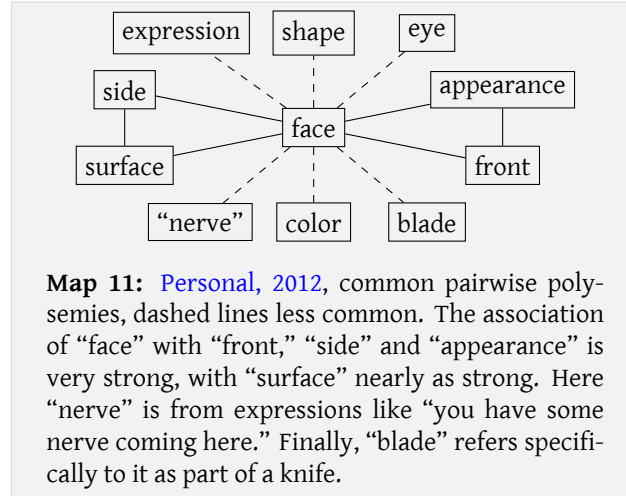 expression shape eye
side appearance
face
surface front
“nerve” color blade
Map 11: Personal, 2012, common pairwise poly-
semies, dashed lines less common. The association
of “face” with “front,” “side” and “appearance” is
very strong, with “surface” nearly as strong. Here
“nerve” is from expressions like “you have some
nerve coming here.” Finally, “blade” refers specifi-
cally to it as part of a knife.